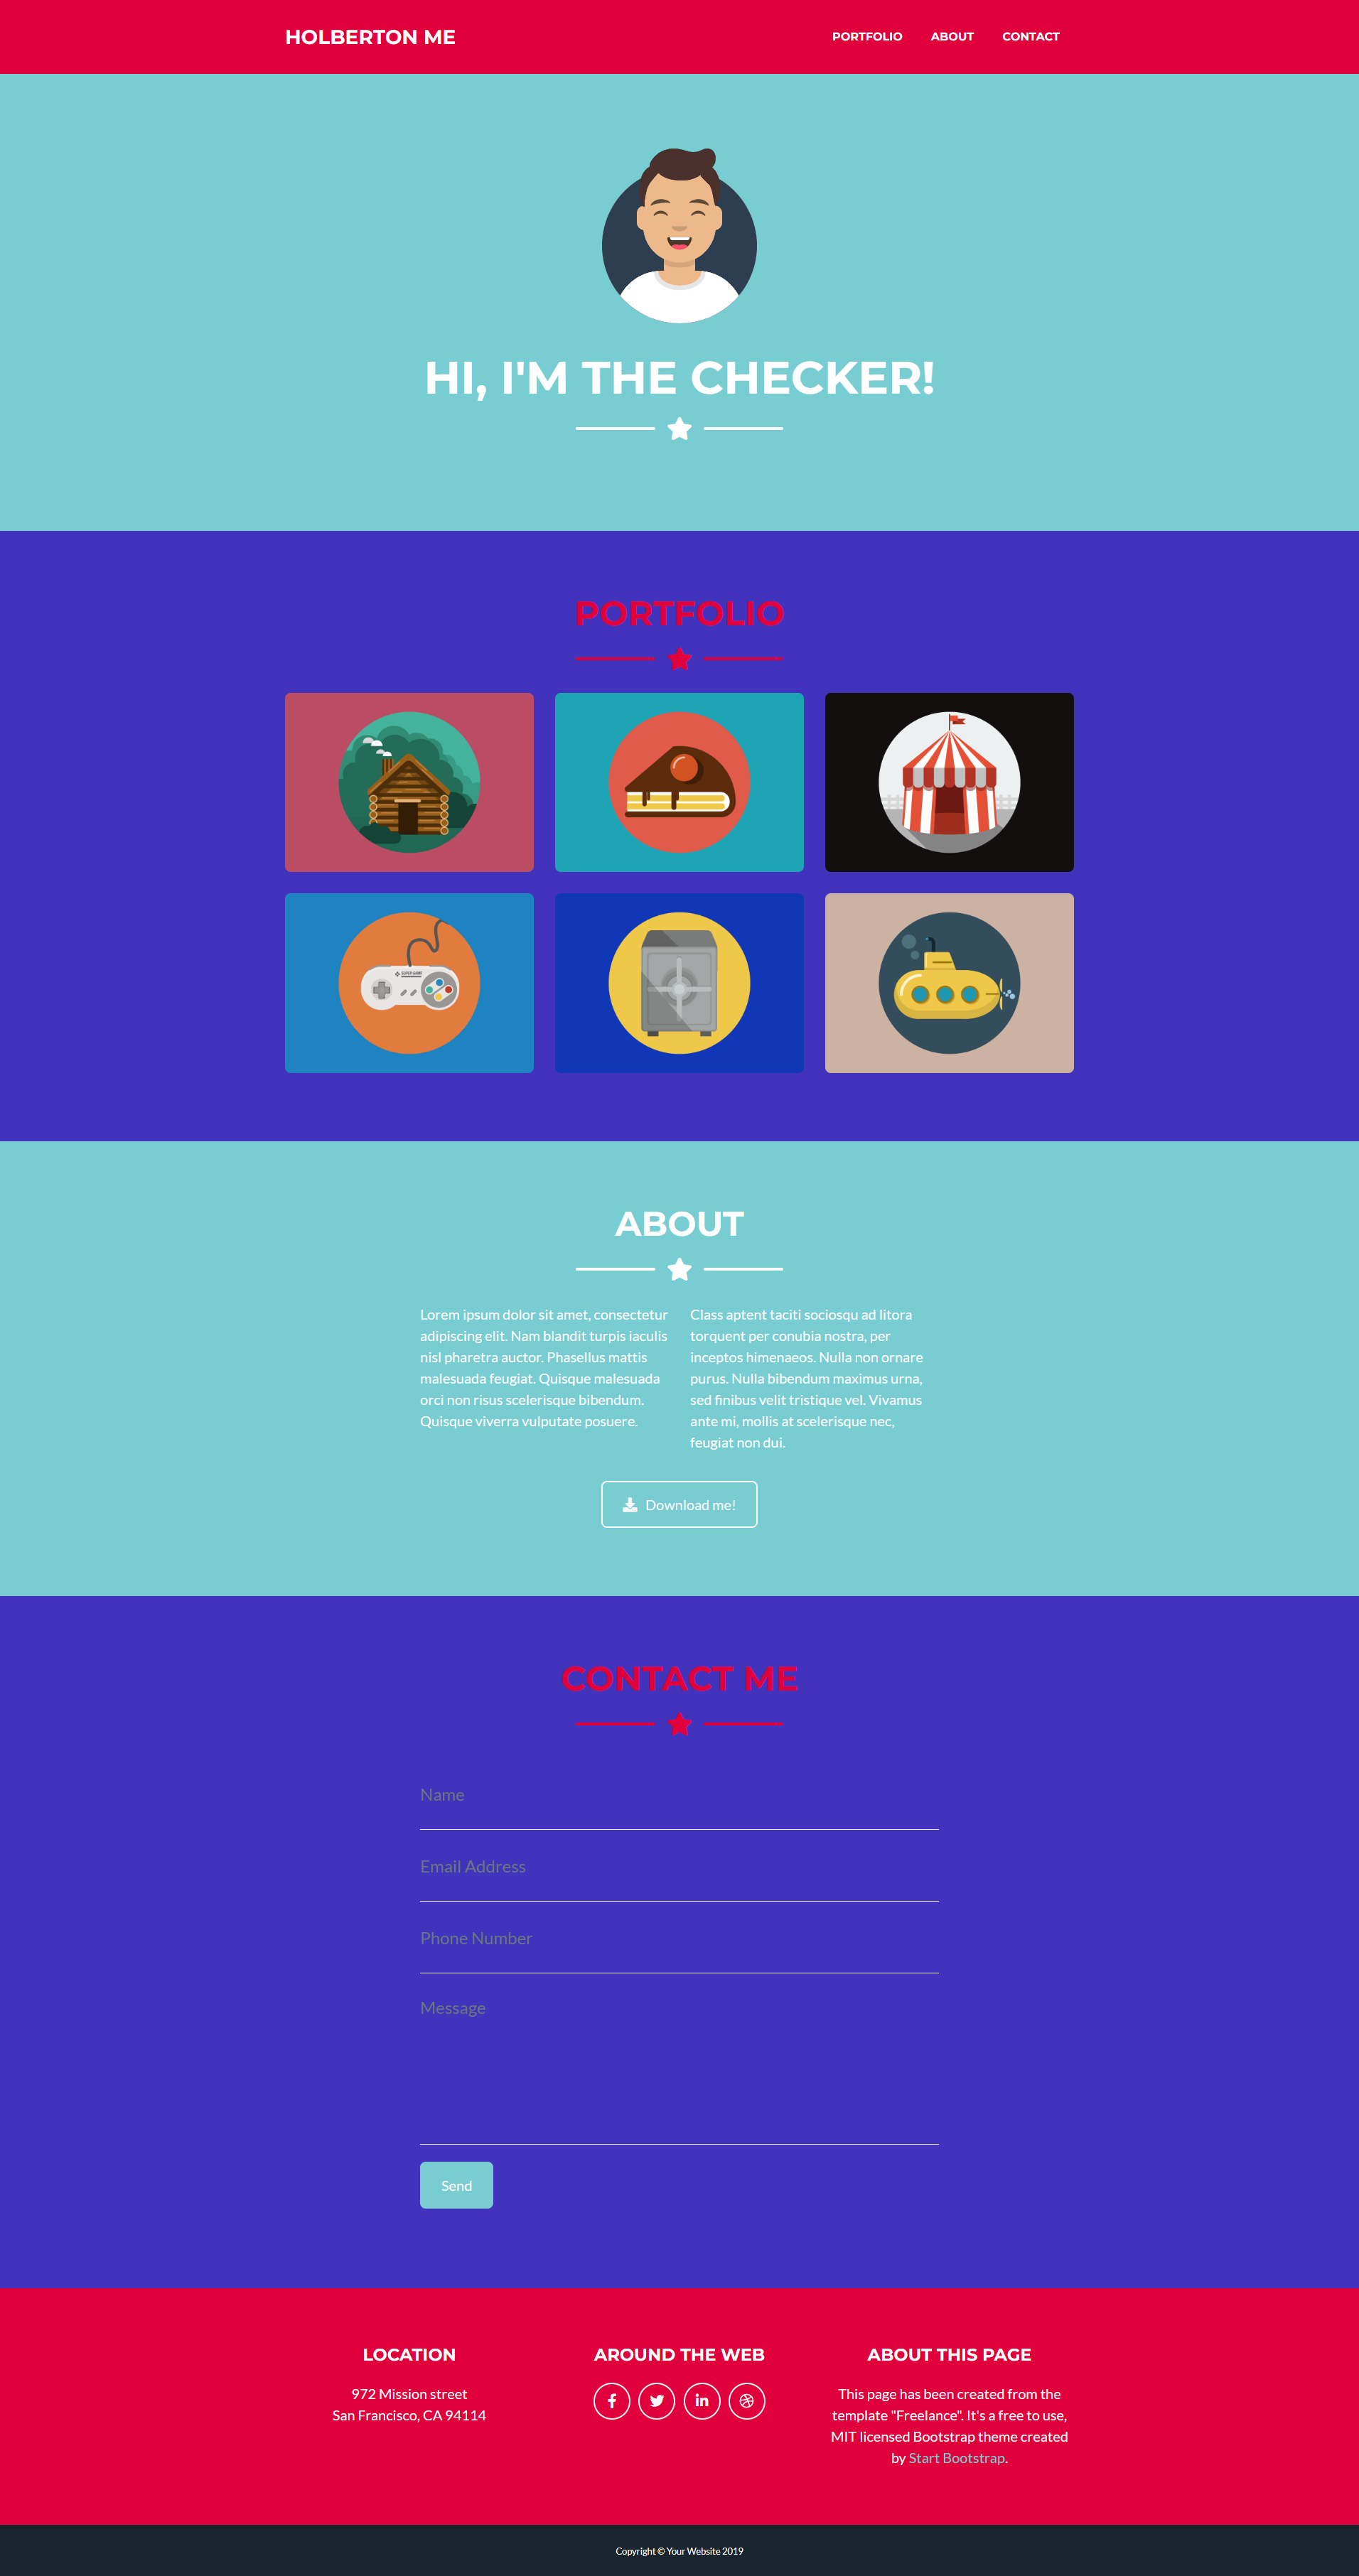 HOLBERTON ME
PORTFOLIO ABOUT CONTACT
HI, I'M THE CHECKER!
PORTFOLIO
SUPER GAME
ABOUT
Lorem ipsum dolor sit amet, consectetur
adipiscing elit. Nam blandit turpis iaculis
nisl pharetra auctor. Phasellus mattis
malesuada feugiat. Quisque malesuada
orci non risus scelerisque bibendum.
Quisque viverra vulputate posuere.
Class aptent taciti sociosqu ad litora
torquent per conubia nostra, per
inceptos himenaeos. Nulla non ornare
purus. Nulla bibendum maximus urna,
sed finibus velit tristique vel. Vivamus
ante mi, mollis at scelerisque nec,
feugiat non dui.
Download me!
CONTACT ME
Name
Email Address
Phone Number
Message
Send
LOCATION
972 Mission street
San Francisco, CA 94114
AROUND THE WEB
ABOUT THIS PAGE
This page has been created from the
template "Freelance". It's a free to use,
MIT licensed Bootstrap theme created
by Start Bootstrap.
Copyright © Your Website 2019